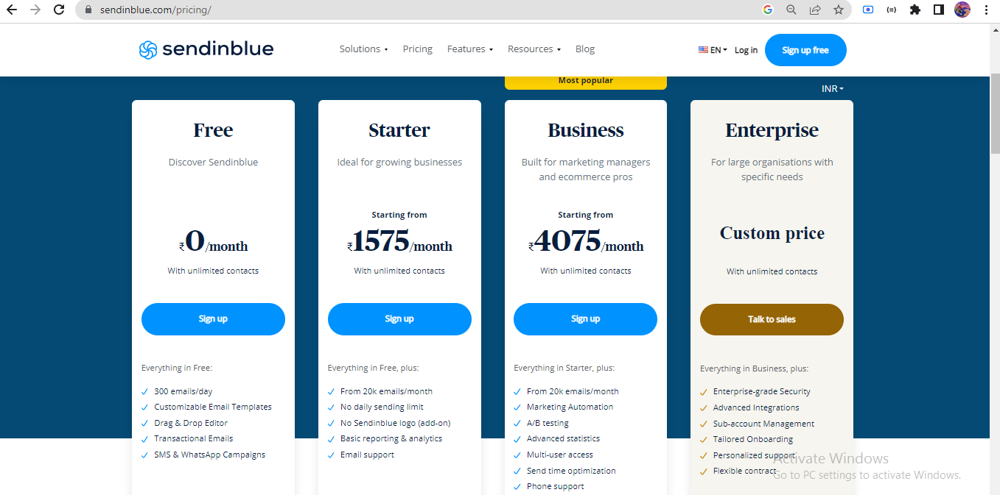 sendinblue.com/pricing/
sendinblue
Solutions
Pricing
Features
Resources
Blog
EN
Log in
Sign up free
Most popular
INR
Free
Discover Sendinblue
₹0/month
With unlimited contacts
Sign up
Everything in Free:
300 emails/day
Customizable Email Templates
Drag & Drop Editor
Transactional Emails
SMS & WhatsApp Campaigns
Starter
Ideal for growing businesses
Starting from
₹1575/month
With unlimited contacts
Sign up
Everything in Free, plus:
From 20k emails/month
No daily sending limit
No Sendinblue logo (add-on)
Basic reporting & analytics
Email support
Business
Built for marketing managers
and ecommerce pros
Starting from
₹4075/month
With unlimited contacts
Sign up
Everything in Starter, plus:
From 20k emails/month
Marketing Automation
A/B testing
Advanced statistics
Multi-user access
Send time optimization
Phone support
Enterprise
For large organisations with
specific needs
Custom price
With unlimited contacts
Talk to sales
Everything in Business, plus:
Enterprise-grade Security
Advanced Integrations
Sub-account Management
Tailored Onboarding
Personalized support
Flexible contract
Activate Windows
Go to PC settings to activate Windows.